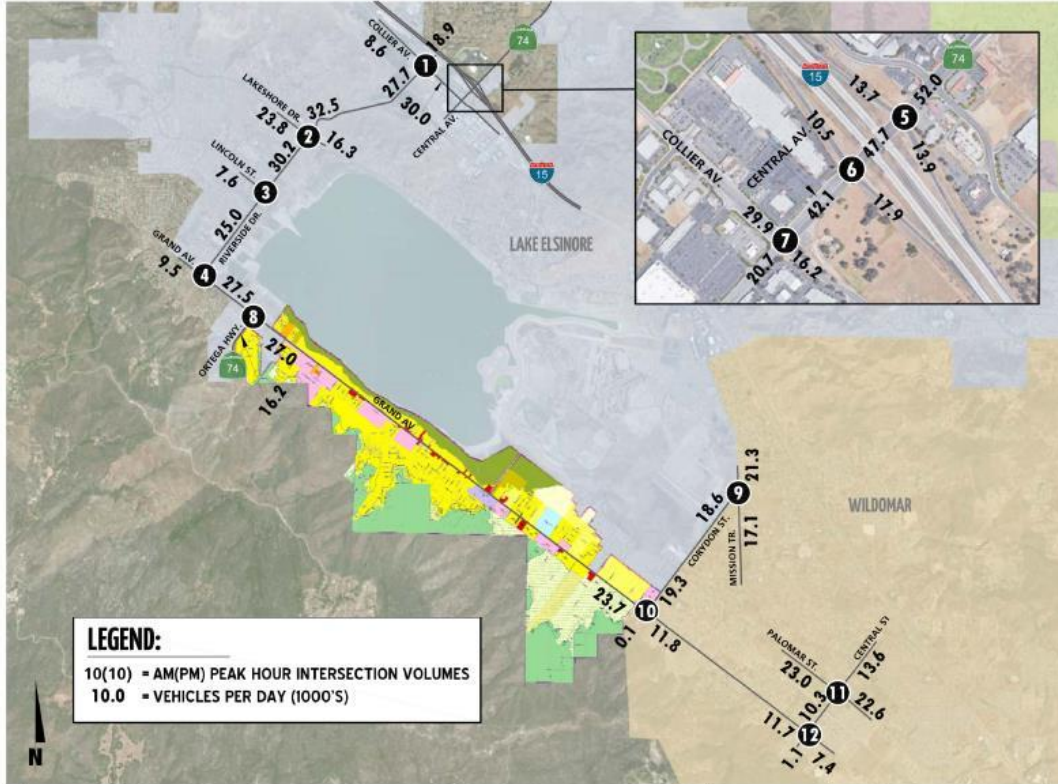 COLLIER AV.
8.6
8.9
74
1
27.7
30.0
CENTRAL AV.
LAKESHORE DR.
23.8
32.5
2
16.3
30.2
LINCOLN ST.
7.6
3
25.0
RIVERSIDE DR.
GRAND AV.
9.5
4
27.5
8
ORTEGA HWY.
74
16.2
27.0
GRAND AV
15
LAKE ELSINORE
15
74
13.7
52.0
5
10.5
CENTRAL AV.
47.7
13.9
6
COLLIER AV.
42.1
17.9
29.9
7
20.7
16.2
18.6
21.3
9
CORYDON ST.
MISSION TR.
17.1
WILDOMAR
23.7
19.3
10
0.1
11.8
PALOMAR ST.
23.0
CENTRAL ST
13.6
10.3
11
22.6
11.7
12
1.1
7.4
LEGEND:
10(10) = AM(PM) PEAK HOUR INTERSECTION VOLUMES
10.0 = VEHICLES PER DAY (1000'S)
N